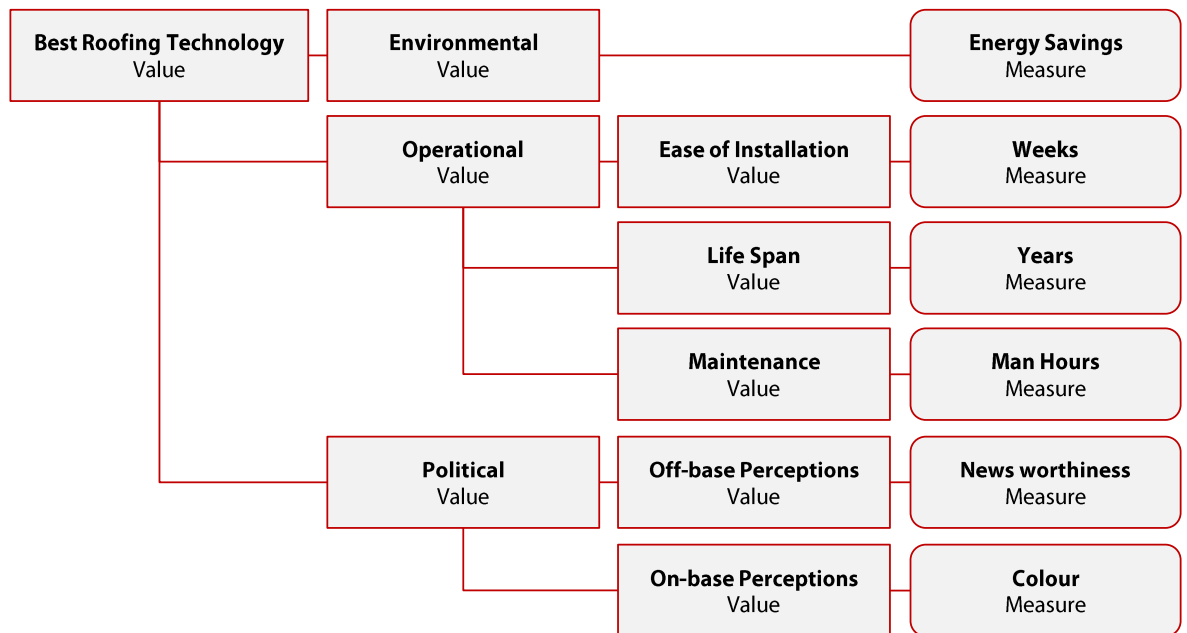 Best Roofing Technology
Value
Environmental
Value
Energy Savings
Measure
Operational
Value
Ease of Installation
Value
Weeks
Measure
Life Span
Value
Years
Measure
Maintenance
Value
Man Hours
Measure
Political
Value
Off-base Perceptions
Value
News worthiness
Measure
On-base Perceptions
Value
Colour
Measure